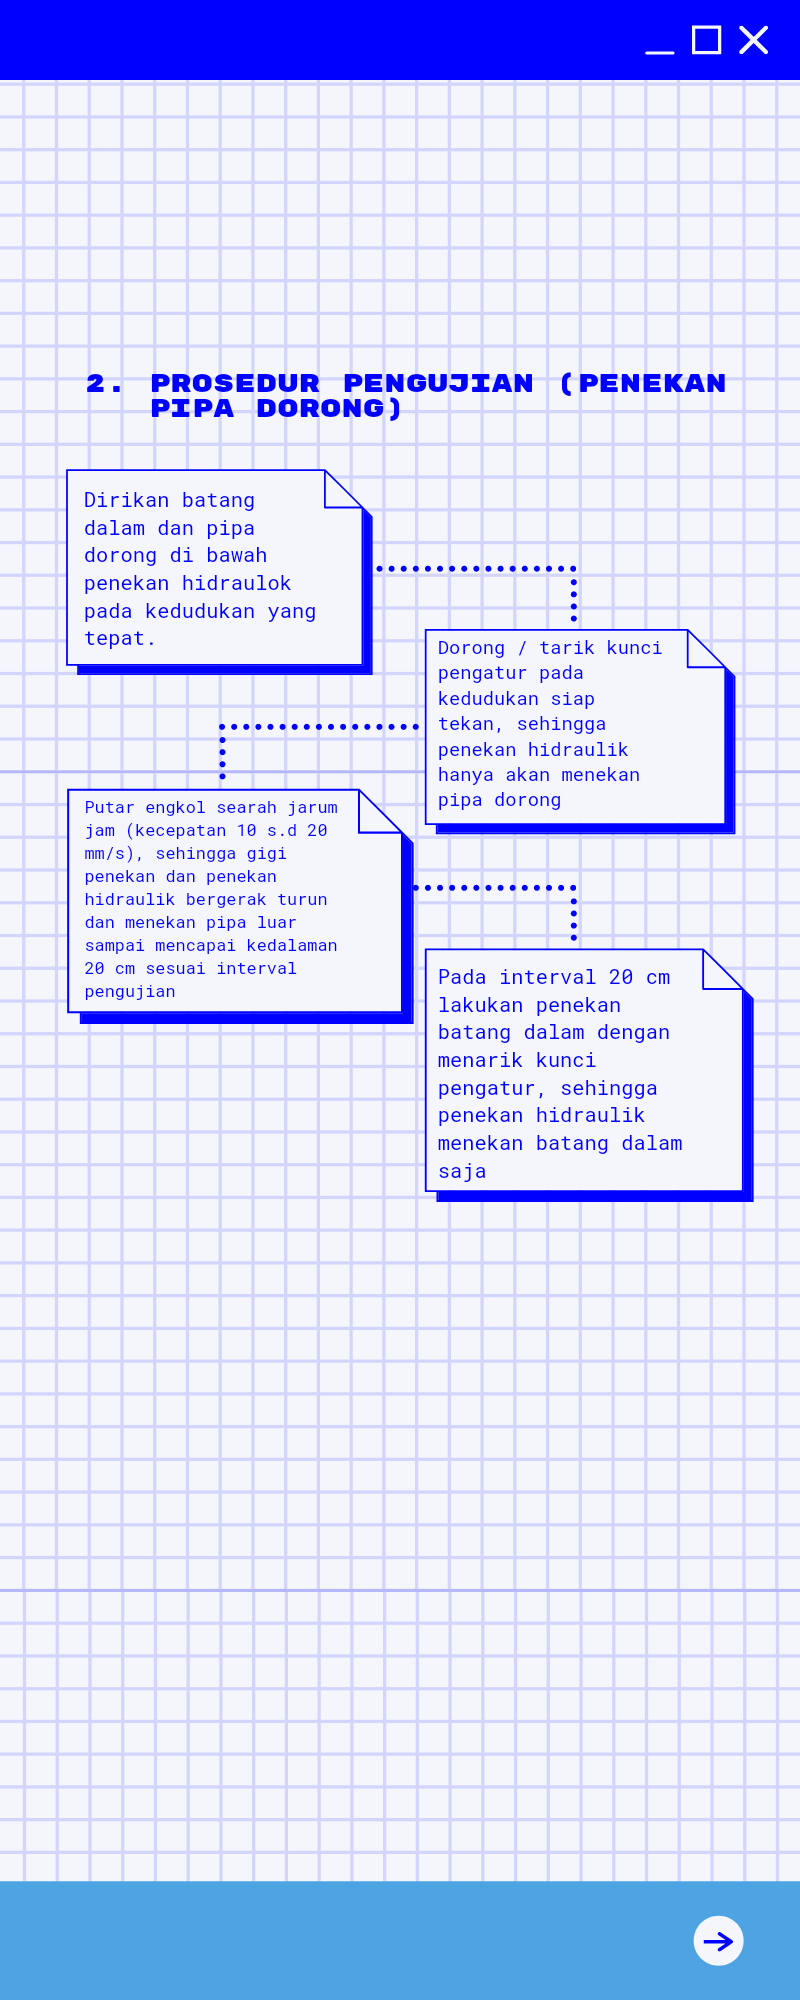 2. PROSEDUR PENGUJIAN (PENEKAN
PIPA DORONG)
Dirikan batang
dalam dan pipa
dorong di bawah
penekan hidraulok
pada kedudukan yang
tepat.
Dorong / tarik kunci
pengatur pada
kedudukan siap
tekan, sehingga
penekan hidraulik
hanya akan menekan
pipa dorong
Putar engkol searah jarum
jam (kecepatan 10 s.d 20
mm/s), sehingga gigi
penekan dan penekan
hidraulik bergerak turun
dan menekan pipa luar
sampai mencapai kedalaman
20 cm sesuai interval
pengujian
Pada interval 20 cm
lakukan penekan
batang dalam dengan
menarik kunci
pengatur, sehingga
penekan hidraulik
menekan batang dalam
saja